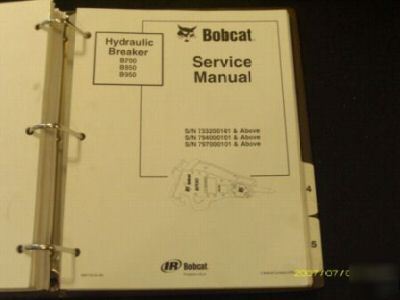 Hydraulic
Breaker
B700
B850
B950
Bobcat
Service
Manual
S/N 733200101 & Above
S/N 794000101 & Above
S/N 797000101 & Above
4
5
IR Bobcat
2007/07/0